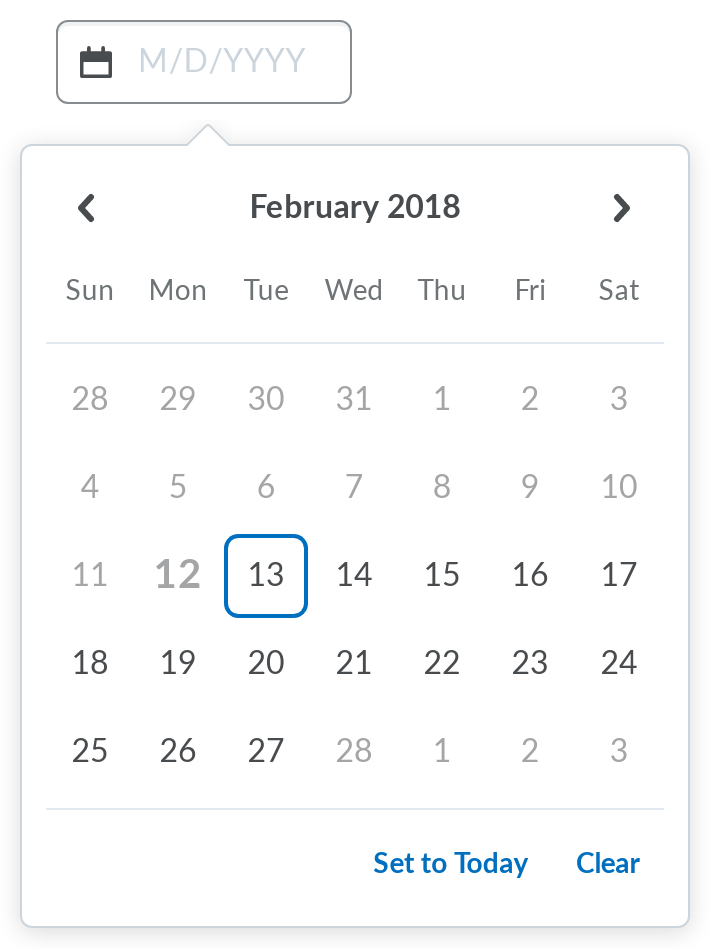 M/D/YYYY
February 2018
Sun Mon Tue Wed Thu Fri Sat
28 29 30 31 1 2 3
4 5 6 7 8 9 10
11 12 13 14 15 16 17
18 19 20 21 22 23 24
25 26 27 28 1 2 3
Set to Today Clear